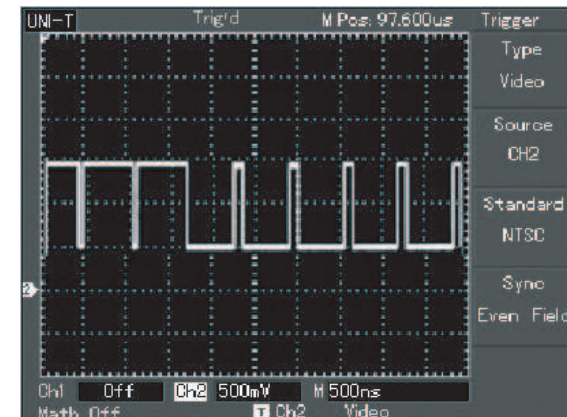 UNI-T Trig'd M Pos: 97.600us Trigger
Type
Video
Source
CH2
Standard
NTSC
Sync
Even Field
2
Ch1 Off Ch2 500mV M 500ns
Math Off T Ch2 Video